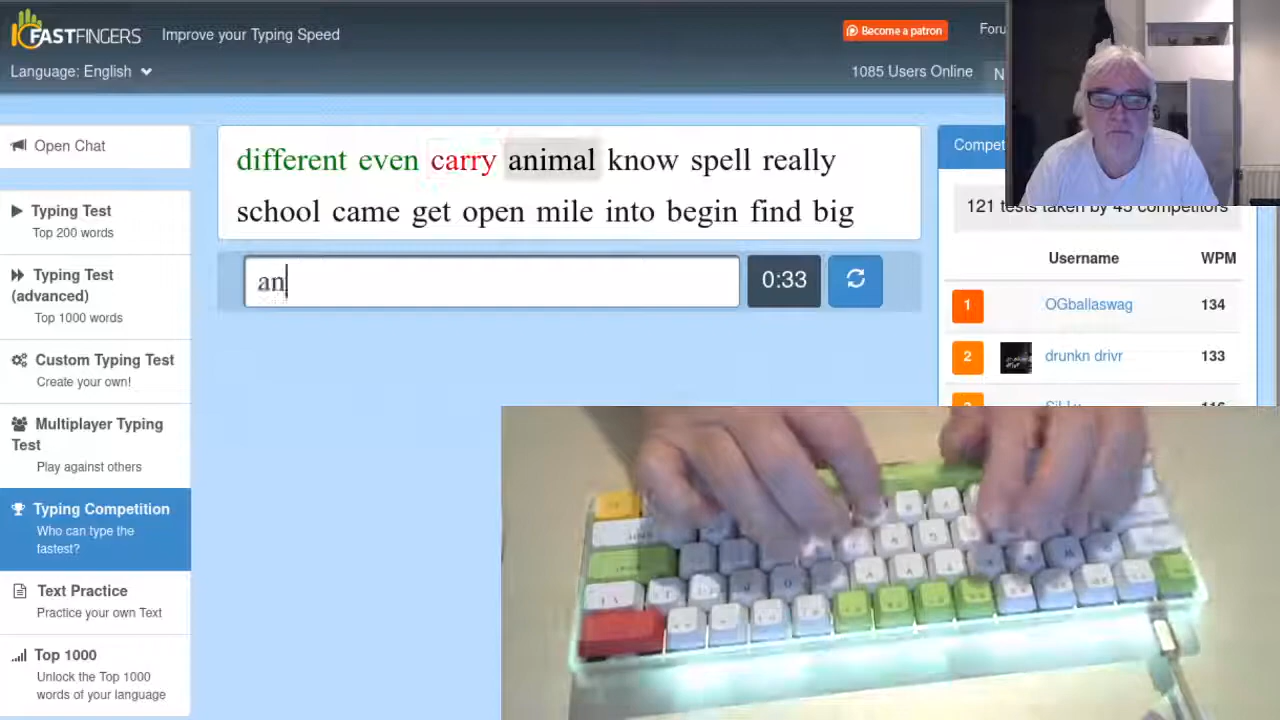 FASTFINGERS
Improve your Typing Speed
Become a patron
Language: English
1085 Users Online
Open Chat
Typing Test
Top 200 words
Typing Test
(advanced)
Top 1000 words
Custom Typing Test
Create your own!
Multiplayer Typing
Test
Play against others
Typing Competition
Who can type the
fastest?
Text Practice
Practice your own Text
Top 1000
Unlock the Top 1000
words of your language
different even carry animal know spell really
school came get open mile into begin find big
an
0:33
121 tests taken by 45 competitors
Username WPM
1 OGballaswag 134
2 drunkn drivr 133